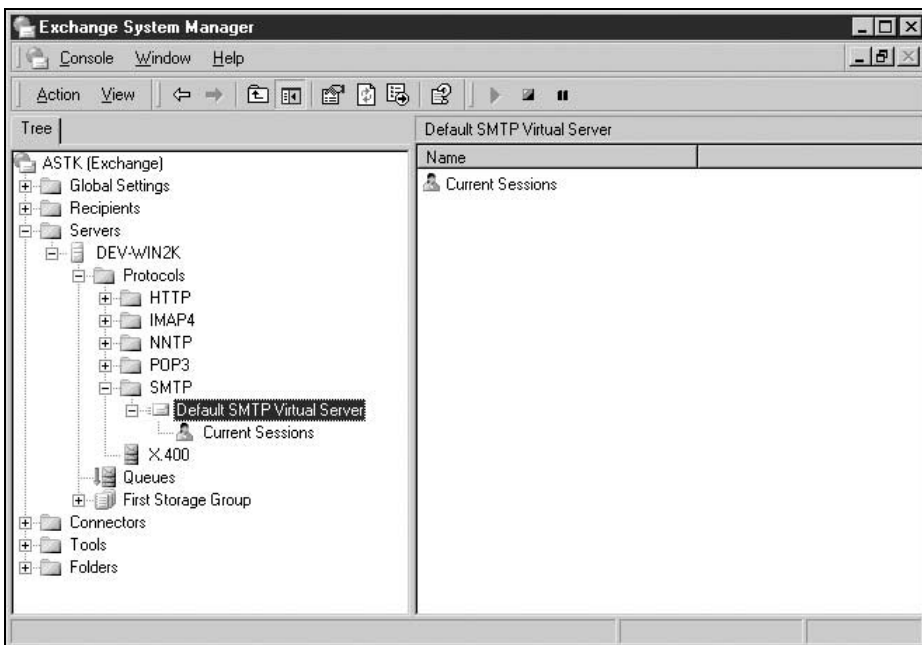 Exchange System Manager
Console Window Help
Action View
Tree
Default SMTP Virtual Server
Name
ASTK (Exchange)
Global Settings
Recipients
Servers
DEV-WIN2K
Protocols
HTTP
IMAP4
NNTP
POP3
SMTP
Default SMTP Virtual Server
Current Sessions
X.400
Queues
First Storage Group
Connectors
Tools
Folders
Current Sessions